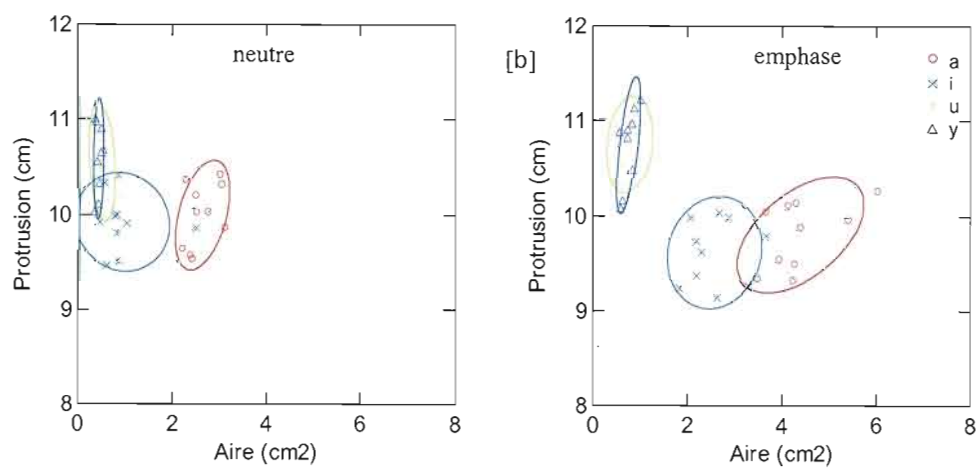 neutre
12
11
10
9
8
Protrusion (cm)
0
2
4
6
8
Aire (cm2)
[b]
emphase
12
11
10
9
8
Protrusion (cm)
0
2
4
6
8
Aire (cm2)
a
i
u
y